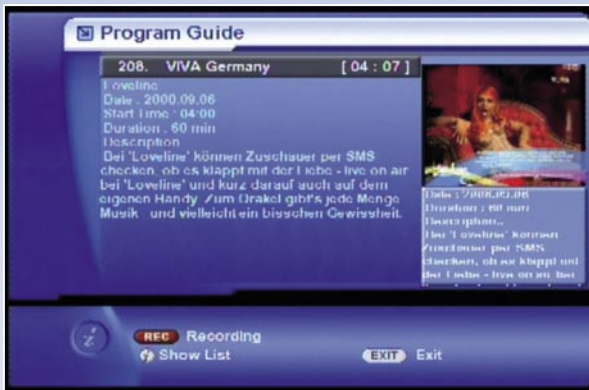 Program Guide
208. VIVA Germany [ 04 : 07 ]
Loveline
Date . 2000.09.06
Start Time : 04:00
Duration . 60 min
Description
Bei 'Loveline' können Zuschauer per SMS
checken, ob es klappt mit der Liebe - live on air
bei 'Loveline' und kurz darauf auch auf dem
eigenen Handy. Zum Orakel gibt's jede Menge
Musik und vielleicht ein bisschen Gewissheit.
Duration : 60 min
Description..
Bei 'Loveline' können
Zuschauer per SMS
checken, ob es klappt mit
der Liebe - live on air bei
REC Recording
Show List
EXIT Exit